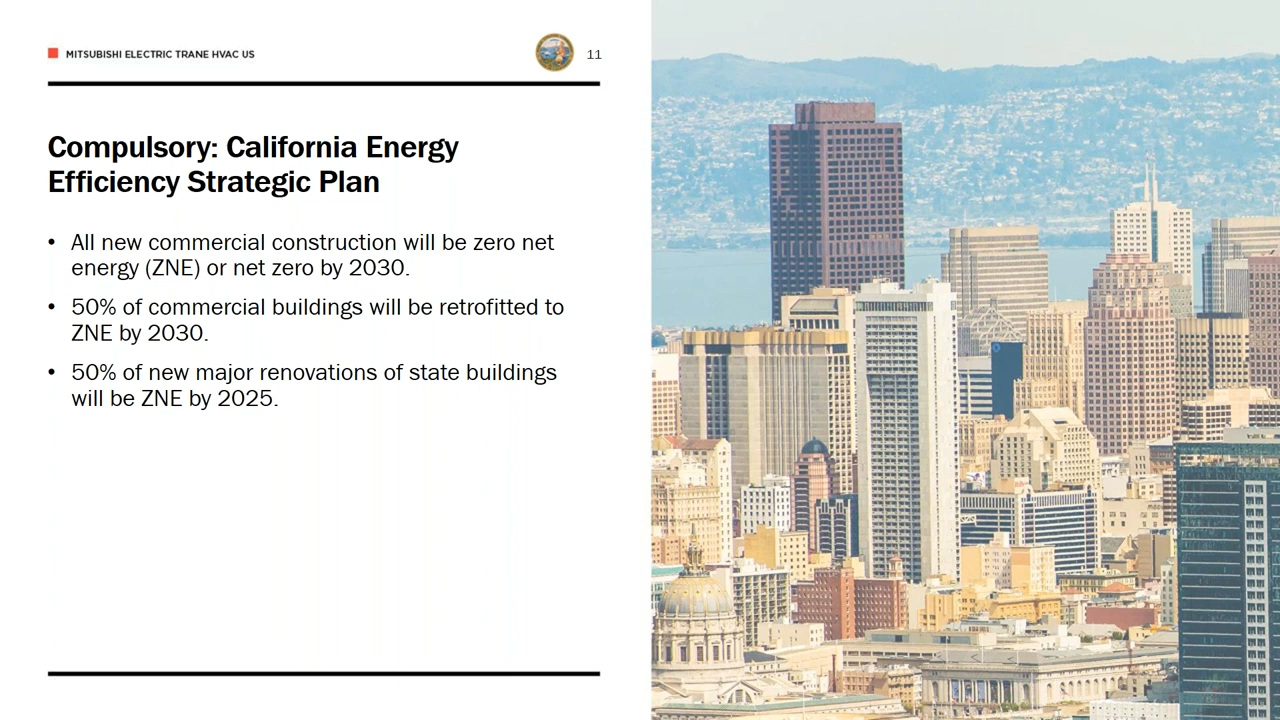 MITSUBISHI ELECTRIC TRANE HVAC US
11
Compulsory: California Energy
Efficiency Strategic Plan
• All new commercial construction will be zero net
energy (ZNE) or net zero by 2030.
• 50% of commercial buildings will be retrofitted to
ZNE by 2030.
• 50% of new major renovations of state buildings
will be ZNE by 2025.